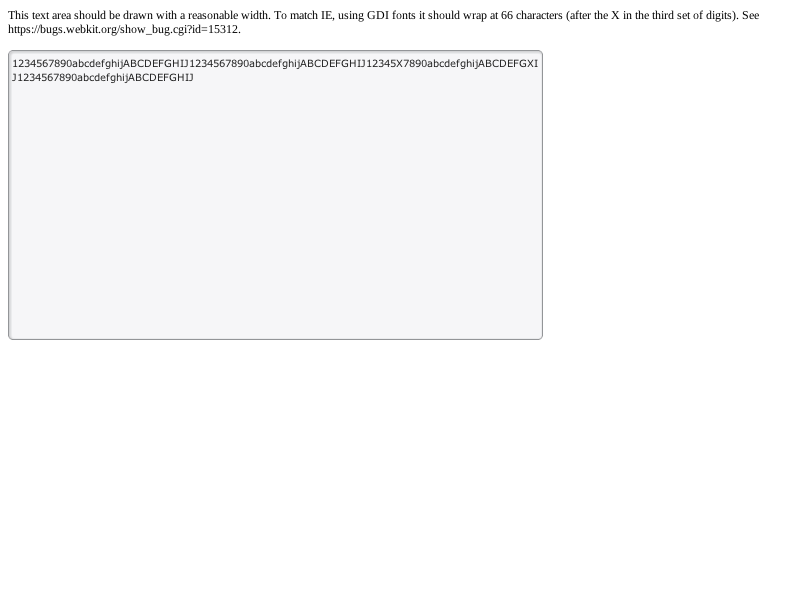 This text area should be drawn with a reasonable width. To match IE, using GDI fonts it should wrap at 66 characters (after the X in the third set of digits). See
https://bugs.webkit.org/show_bug.cgi?id=15312.
1234567890abcdefghijABCDEFGHIJ1234567890abcdefghijABCDEFGHIJ12345X7890abcdefghijABCDEFGXI
J1234567890abcdefghijABCDEFGHIJ